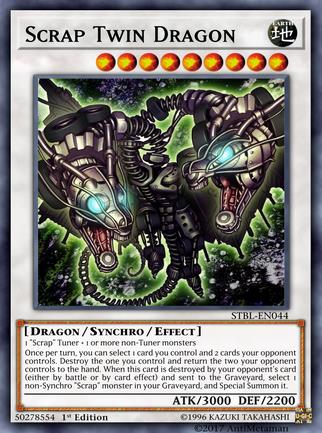 SCRAP TWIN DRAGON
EARTH
地
STBL-EN044
[DRAGON / SYNCHRO / EFFECT]
1 "Scrap" Tuner + 1 or more non-Tuner monsters
Once per turn, you can select 1 card you control and 2 cards your opponent
controls. Destroy the one you control and return the two your opponent
controls to the hand. When this card is destroyed by your opponent's card
(either by battle or by card effect) and sent to the Graveyard, select 1
non-Synchro "Scrap" monster in your Graveyard, and Special Summon it.
ATK/3000 DEF/2200
50278554 1st Edition ©1996 KAZUKI TAKAHASHI
©2017 AntiMetaman